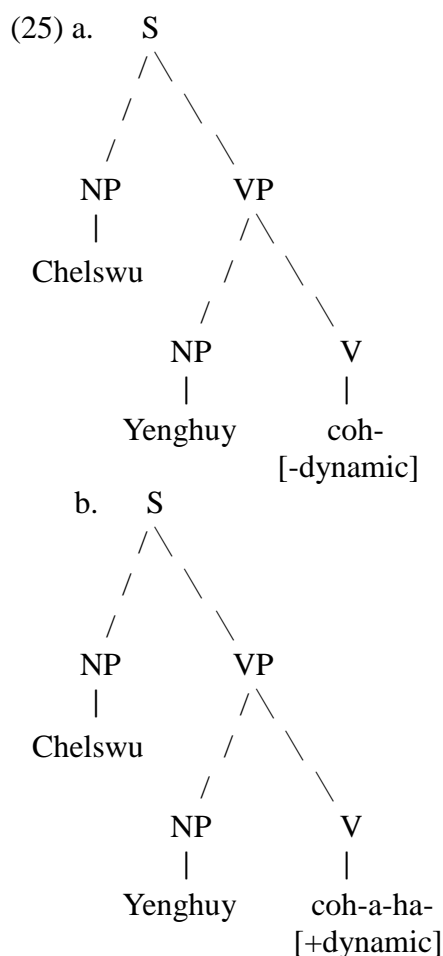 (25) a. S
NP VP
Chelswu
NP V
Yenghuy coh-
[-dynamic]
b. S
NP VP
Chelswu
NP V
Yenghuy coh-a-ha-
[+dynamic]